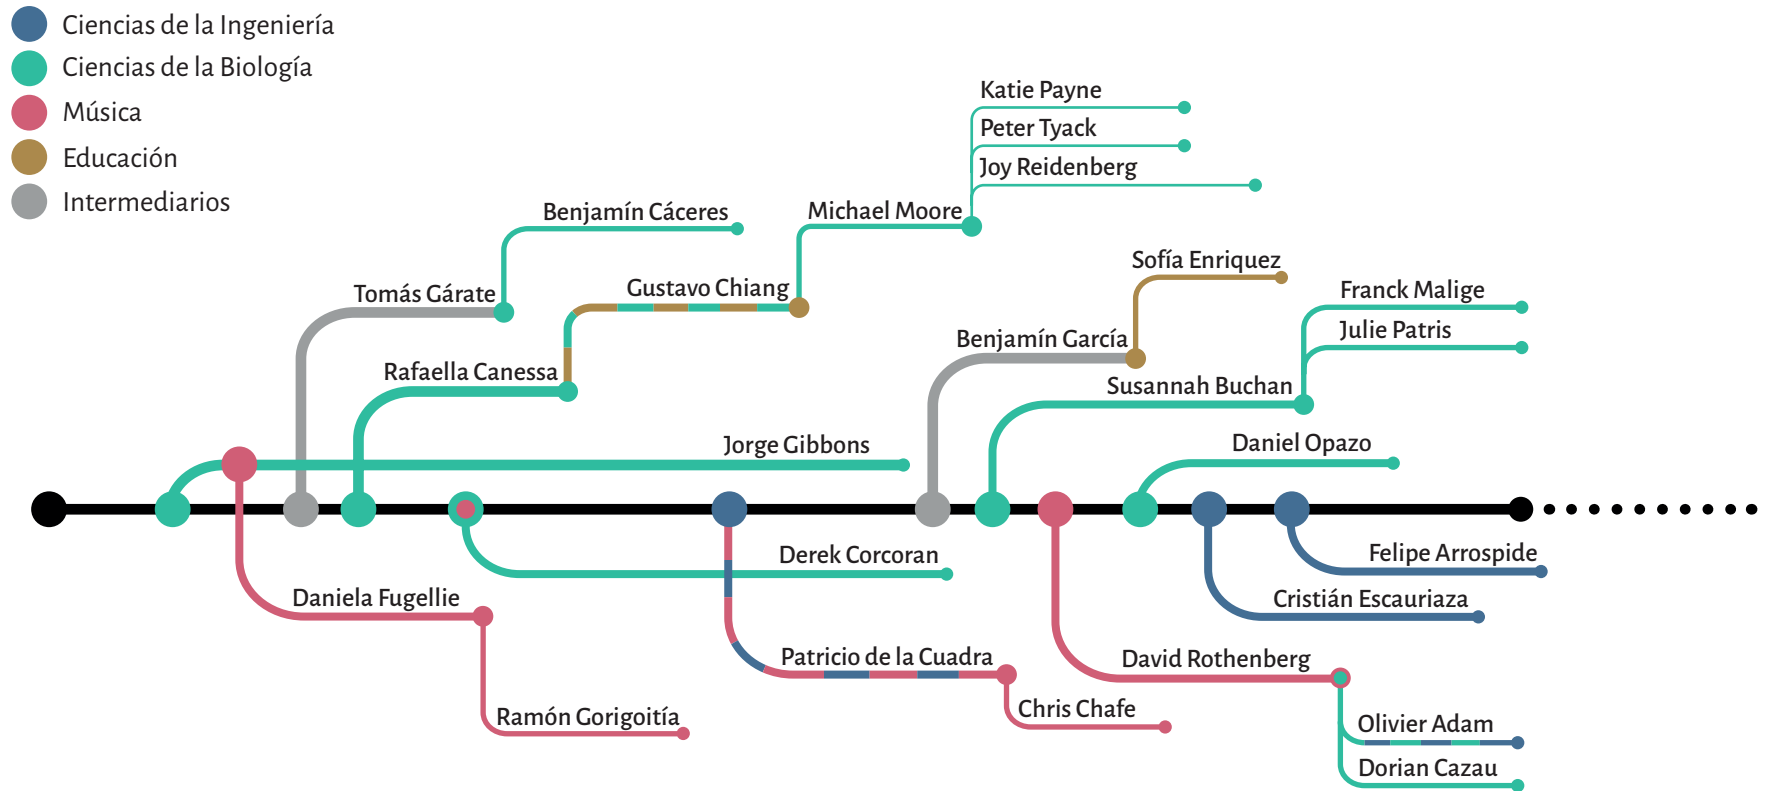 Ciencias de la Ingeniería
Ciencias de la Biología
Música
Educación
Intermediarios
Katie Payne
Peter Tyack
Joy Reidenberg
Benjamín Cáceres
Michael Moore
Sofía Enriquez
Tomás Gárate
Gustavo Chiang
Franck Malige
Julie Patris
Benjamín García
Rafaella Canessa
Susannah Buchan
Jorge Gibbons
Daniel Opazo
Derek Corcoran
Felipe Arrospide
Daniela Fugellie
Cristián Escauriaza
Patricio de la Cuadra
David Rothenberg
Ramón Gorigoitía
Chris Chafe
Olivier Adam
Dorian Cazau